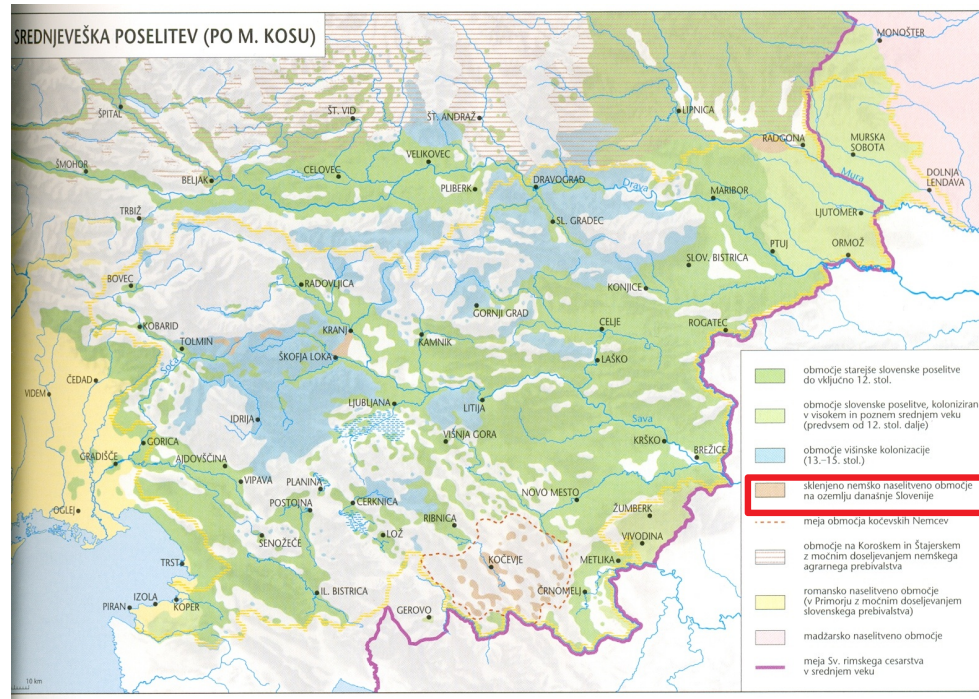 SREDNJEVEŠKA POSELITEV (PO M. KOSU)
MONOŠTER
ŠPITAL
ŠT. VID
ŠT. ANDRAŽ
LIPNICA
RADGONA
MURSKA
SOBOTA
ŠMOHOR
CELOVEC
VELIKOVEC
BELJAK
PLIBERK
DRAVOGRAD
Drava
MARIBOR
Mura
DOLNJA
LENDAVA
TRBIŽ
SL. GRADEC
LJUTOMER
PTUJ
ORMOŽ
SLOV. BISTRICA
BOVEC
RADOVLJICA
KONJICE
GORNJI GRAD
KOBARID
KRANJ
CELJE
ROGATEC
TOLMIN
KAMNIK
ŠKOFJA LOKA
LAŠKO
ČEDAD
VIDEM
LJUBLJANA
LITIJA
IDRIJA
Sava
GORICA
VIŠNJA GORA
KRŠKO
BREŽICE
GRADIŠČE
AJDOVŠČINA
VIPAVA
PLANINA
POSTOJNA
CERKNICA
NOVO MESTO
OGLEJ
RIBNICA
ŽUMBERK
LOŽ
SENOŽEČE
VIVODINA
TRST
KOČEVJE
METLIKA
IZOLA
PIRAN
KOPER
IL. BISTRICA
GEROVO
ČRNOMELJ
10 km
območje starejše slovenske poselitve
do vključno 12. stol.
območje slovenske poselitve, koloniziran
v visokem in poznem srednjem veku
(predvsem od 12. stol. dalje)
območje višinske kolonizacije
(13.–15. stol.)
sklenjeno nemško naselitveno območje
na ozemlju današnje Slovenije
meja območja kočevskih Nemcev
območje na Koroškem in Štajerskem
z močnim doseljevanjem nemškega
agrarnega prebivalstva
romansko naselitveno območje
(v Primorju z močnim doseljevanjem
slovenskega prebivalstva)
madžarsko naselitveno območje
meja Sv. rimskega cesarstva
v srednjem veku